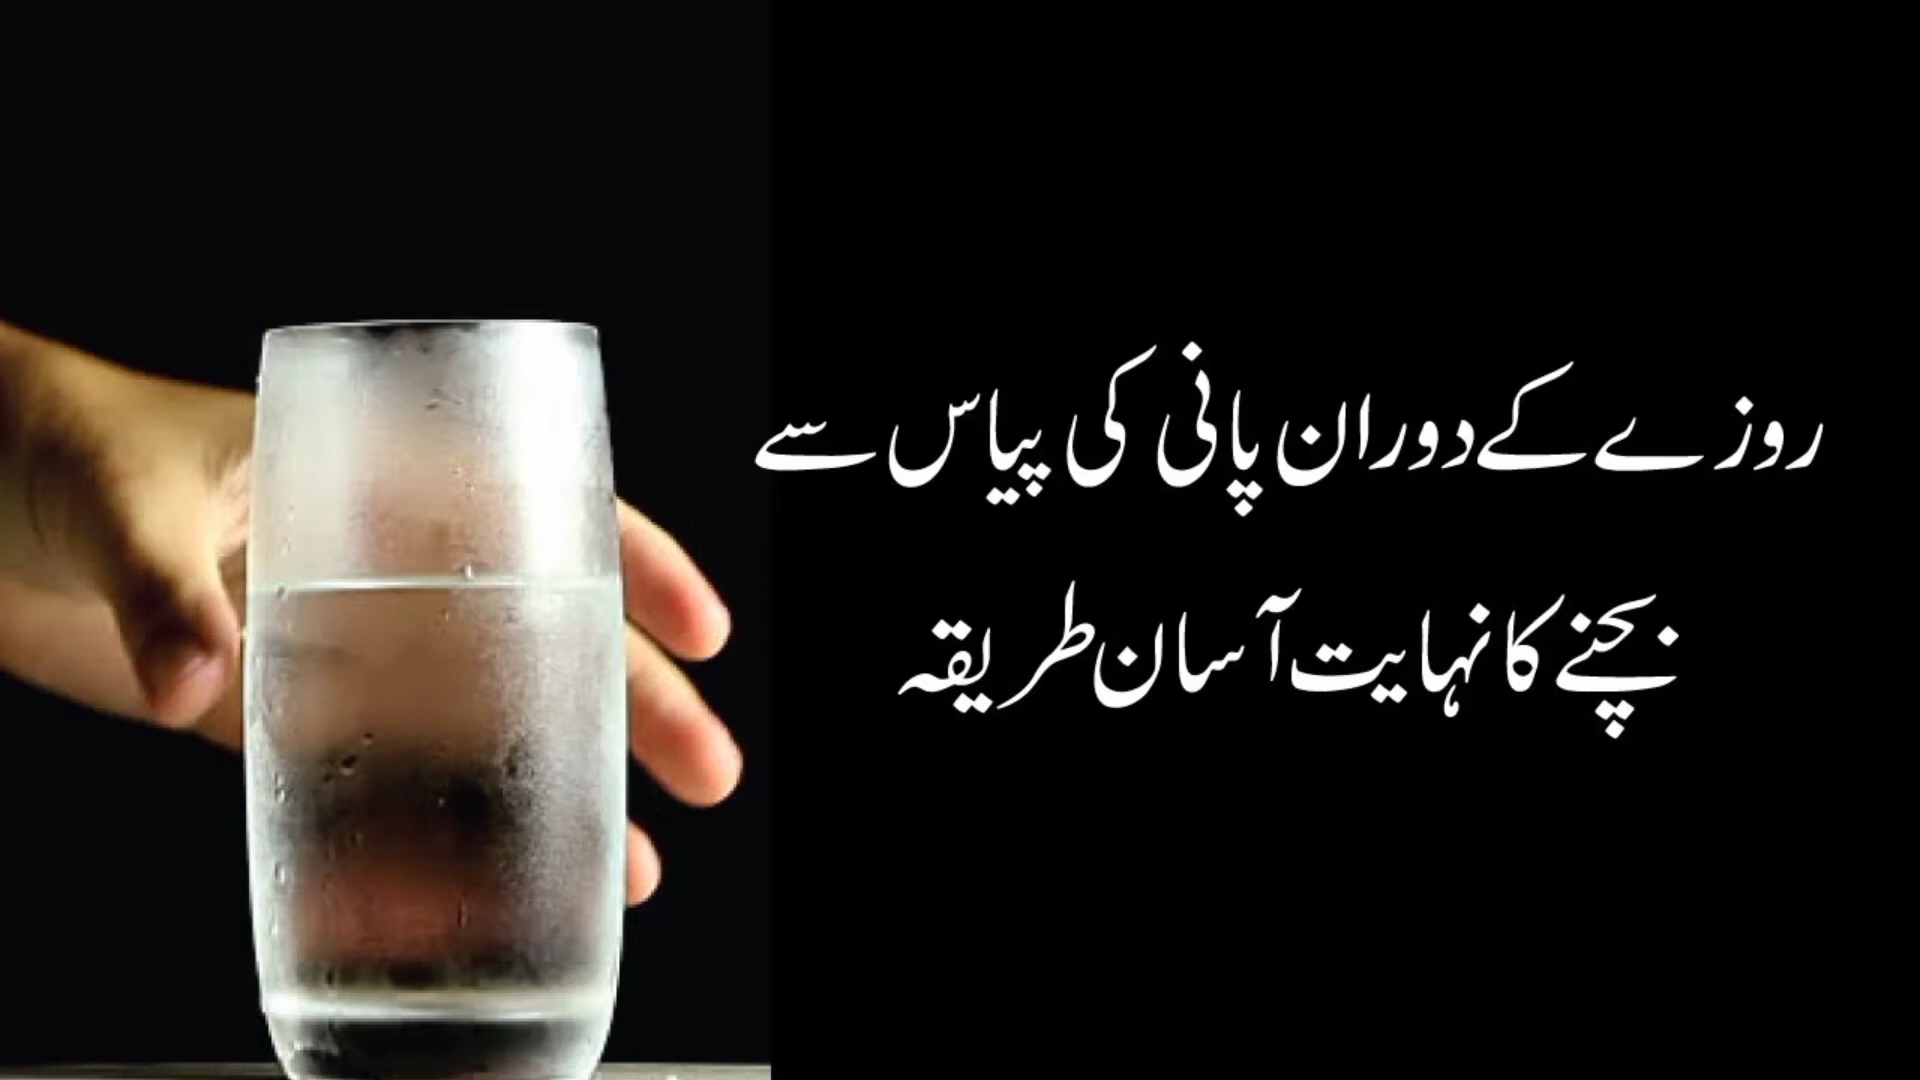 روزے کے دوران پانی کی پیاس سے
بچنے کا نہایت آسان طریقہ